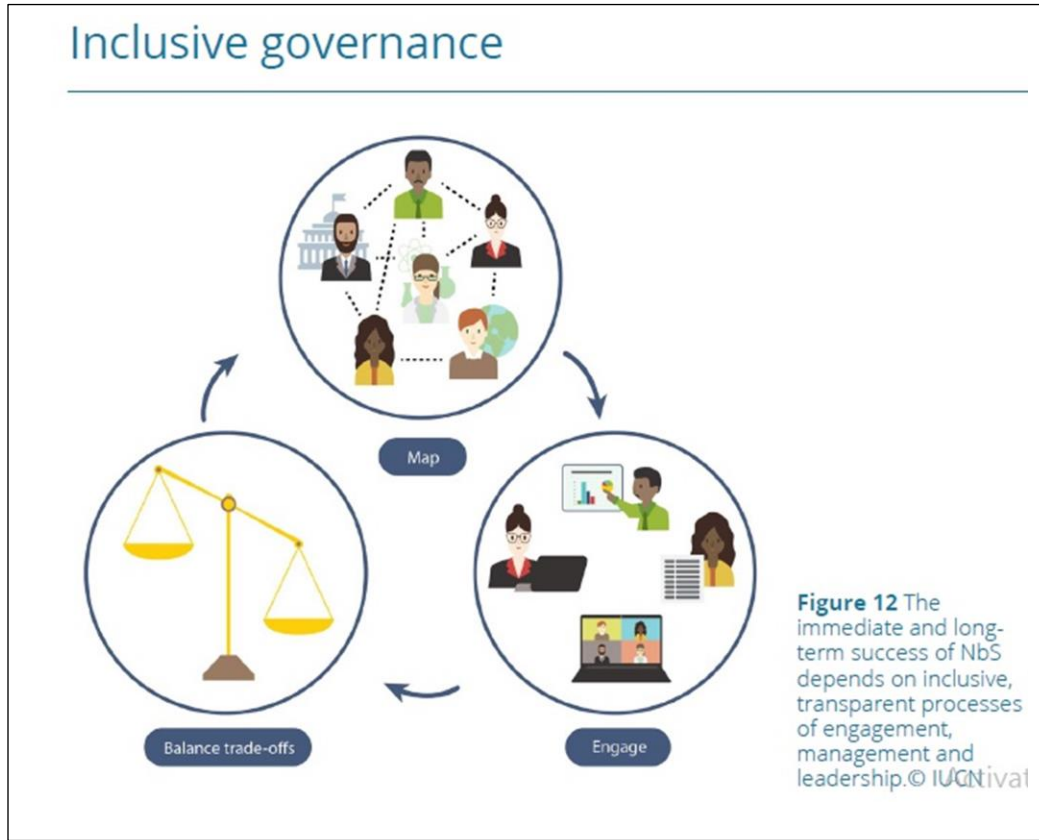 Inclusive governance
Map
Balance trade-offs
Engage
Figure 12 The
immediate and long-
term success of NbS
depends on inclusive,
transparent processes
of engagement,
management and
leadership.© IUCN
Activat